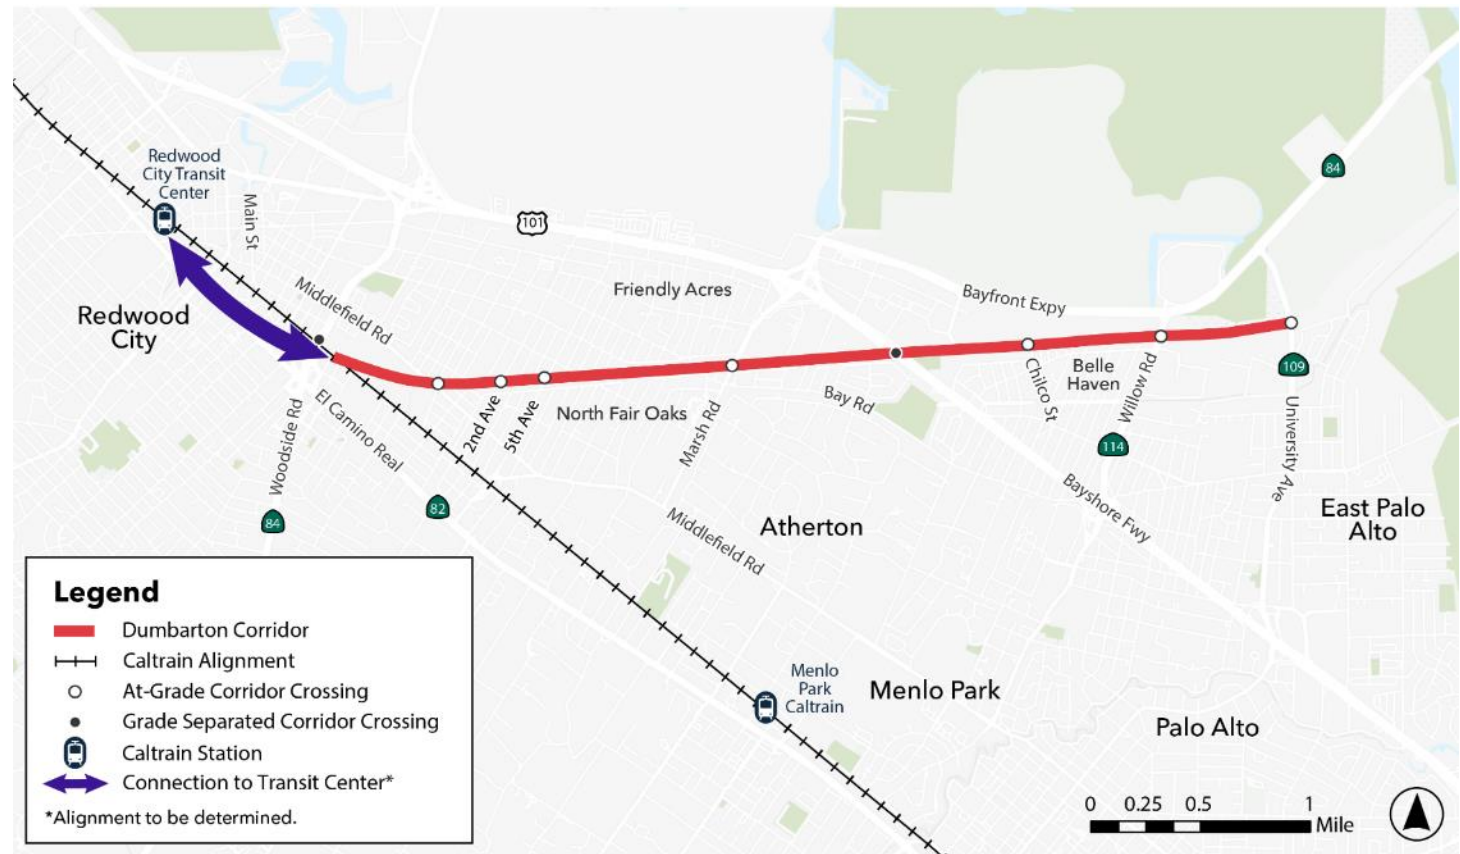 Redwood
City Transit
Center
Main St
101
84
Middlefield Rd
Friendly Acres
Bayfront Expy
Redwood
City
Belle
Haven
109
Chilco St
Willow Rd
Bay Rd
North Fair Oaks
2nd Ave
5th Ave
Marsh Rd
El Camino Real
Woodside Rd
114
University Ave
82
84
Bayshore Fwy
East Palo
Alto
Atherton
Middlefield Rd
Menlo
Park
Caltrain
Menlo Park
Palo Alto
Legend
Dumbarton Corridor
Caltrain Alignment
At-Grade Corridor Crossing
Grade Separated Corridor Crossing
Caltrain Station
Connection to Transit Center*
*Alignment to be determined.
0 0.25 0.5 1
Mile